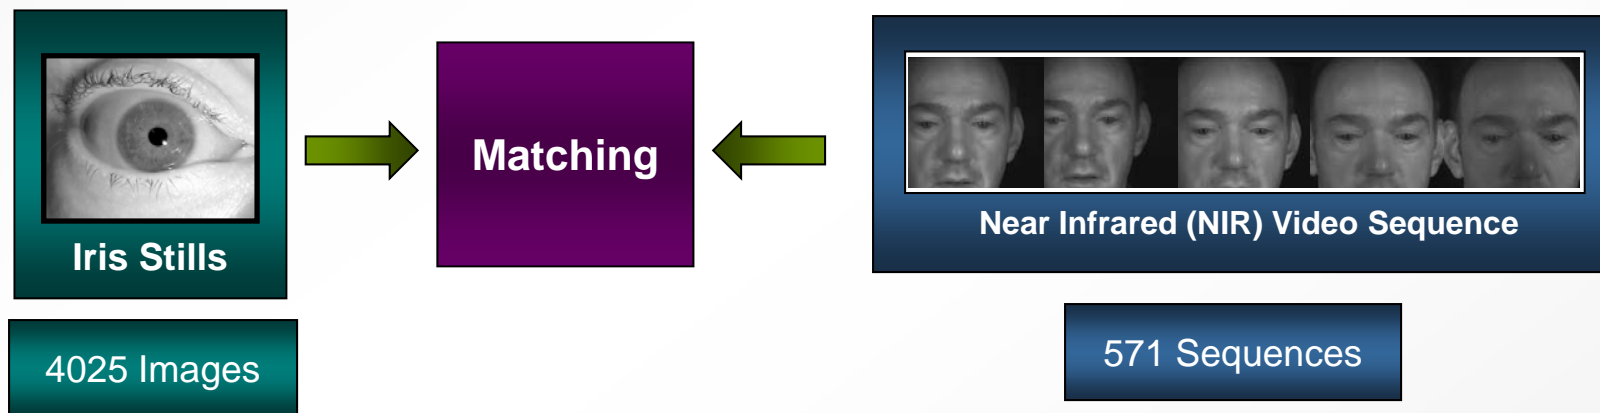 Iris Stills
4025 Images
Matching
Near Infrared (NIR) Video Sequence
571 Sequences